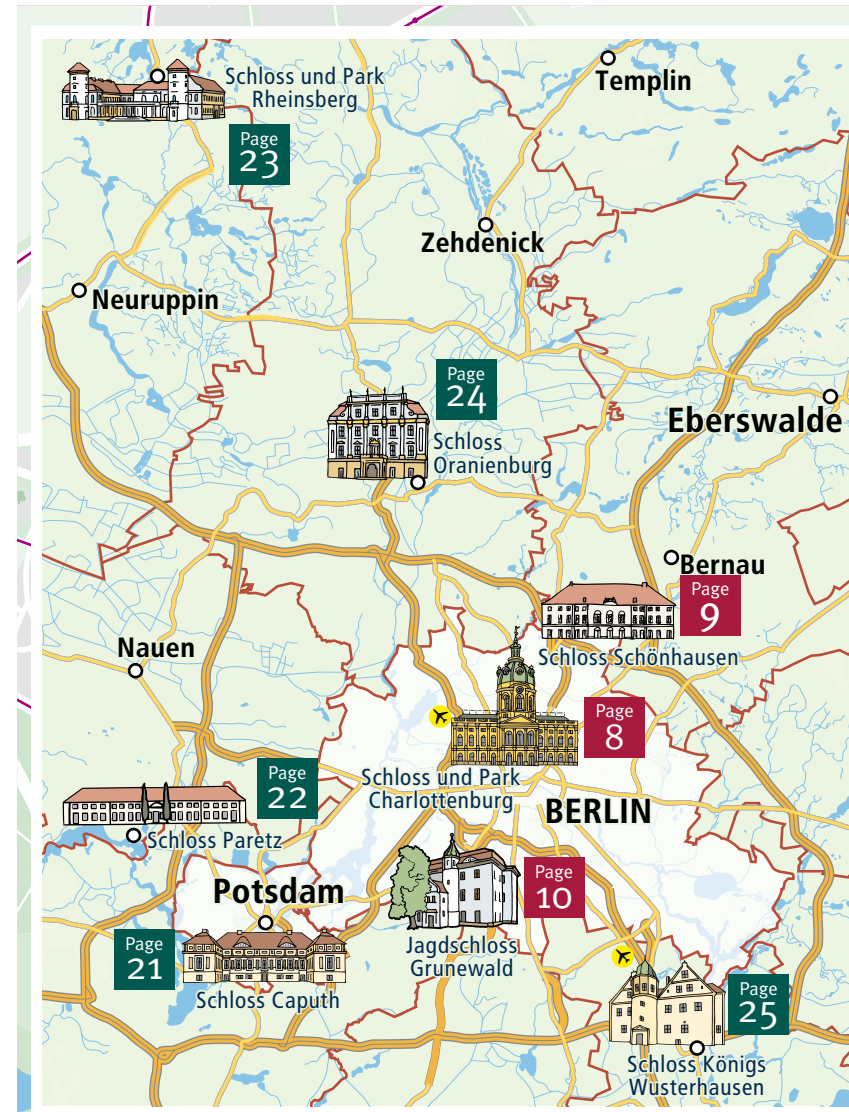 Schloss und Park
Rheinsberg
Page
23
Templin
Zehdenick
Neuruppin
Page
24
Schloss
Oranienburg
Eberswalde
Bernau
Page
9
Schloss Schönhausen
Nauen
Page
8
Schloss und Park
Charlottenburg
BERLIN
Page
22
Schloss Paretz
Potsdam
Page
10
Jagdschloss
Grunewald
Page
21
Schloss Caputh
Page
25
Schloss Königs
Wusterhausen